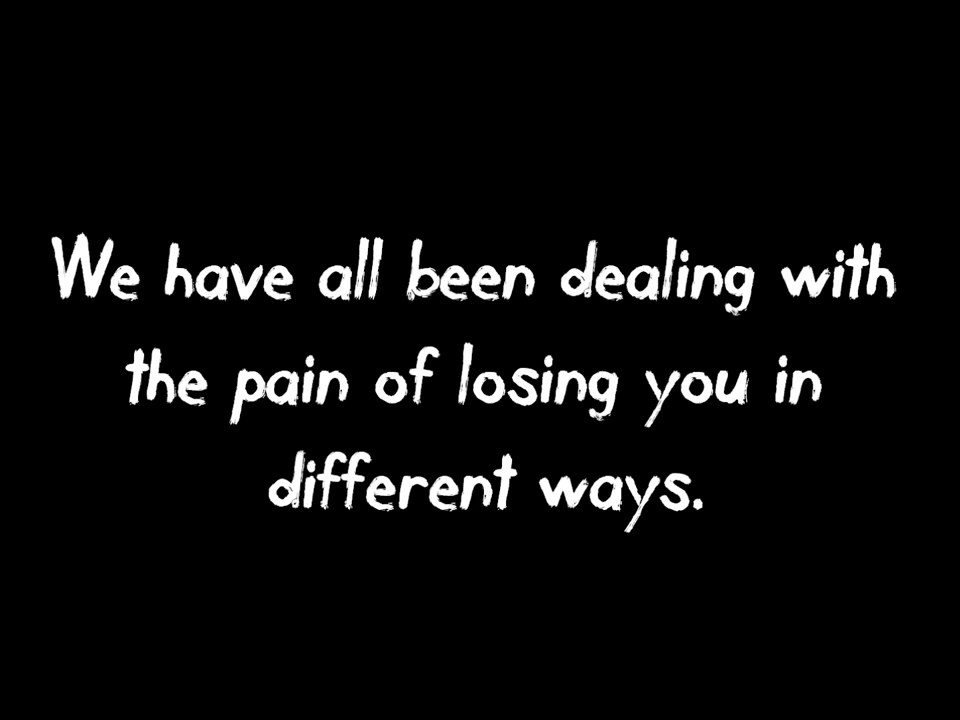 We have all been dealing with
the pain of losing you in
different ways.